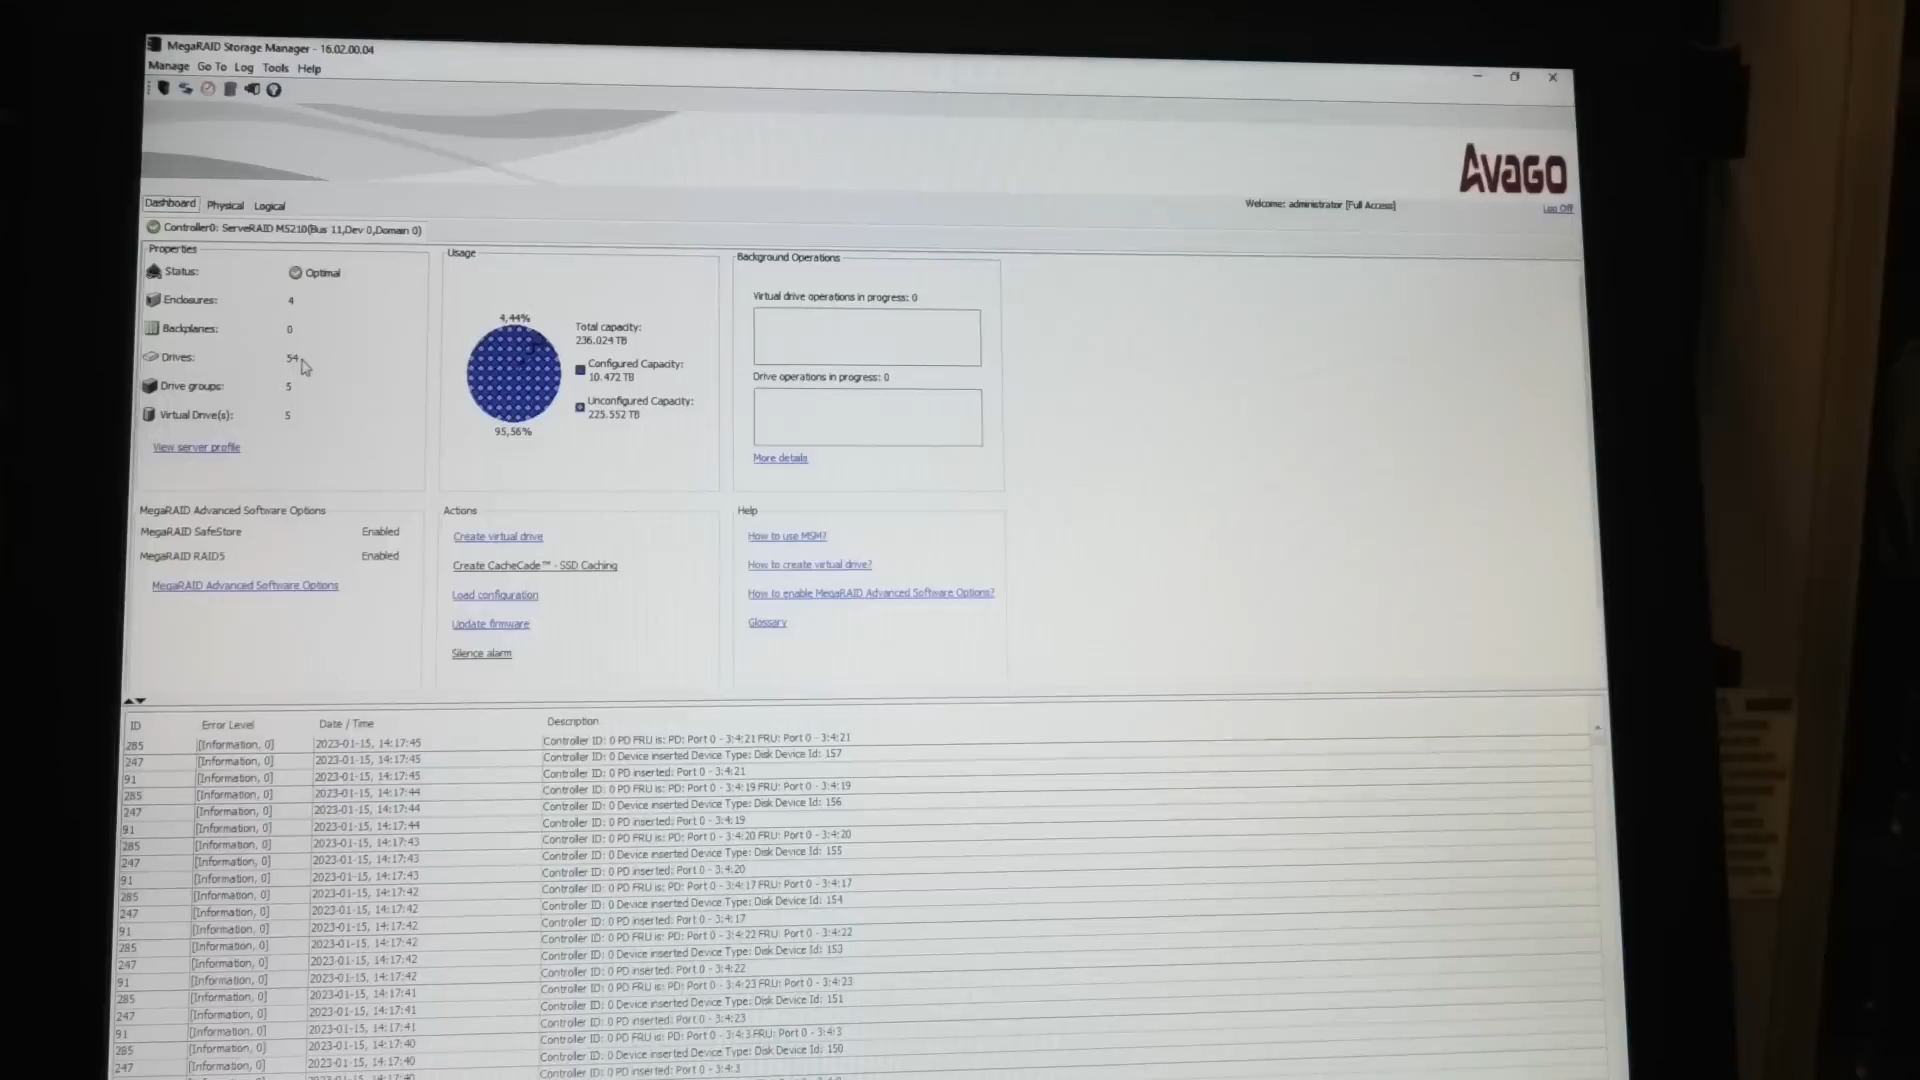 MegaRAID Storage Manager - 16.02.00.04
Manage Go To Log Tools Help
AVAGO
Dashboard Physical Logical
Welcome: administrator [Full Access]
Log Off
Controller0: ServeRAID M5210(Bus 11,Dev 0,Domain 0)
Properties
Status: Optimal
Enclosures: 4
Backplanes: 0
Drives: 54
Drive groups: 5
Virtual Drive(s): 5
View server profile
Usage
4,44%
95,56%
Total capacity:
236.024 TB
Configured Capacity:
10.472 TB
Unconfigured Capacity:
225.552 TB
Background Operations
Virtual drive operations in progress: 0
Drive operations in progress: 0
More details
MegaRAID Advanced Software Options
MegaRAID SafeStore Enabled
MegaRAID RAID5 Enabled
MegaRAID Advanced Software Options
Actions
Create virtual drive
Create CacheCade™ - SSD Caching
Load configuration
Update firmware
Silence alarm
Help
How to use MSM?
How to create virtual drive?
How to enable MegaRAID Advanced Software Options?
Glossary
ID Error Level Date / Time Description
285 [Information, 0] 2023-01-15, 14:17:45 Controller ID: 0 PD FRU is: PD: Port 0 - 3:4:21 FRU: Port 0 - 3:4:21
247 [Information, 0] 2023-01-15, 14:17:45 Controller ID: 0 Device inserted Device Type: Disk Device Id: 157
91 [Information, 0] 2023-01-15, 14:17:45 Controller ID: 0 PD inserted: Port 0 - 3:4:21
285 [Information, 0] 2023-01-15, 14:17:44 Controller ID: 0 PD FRU is: PD: Port 0 - 3:4:19 FRU: Port 0 - 3:4:19
247 [Information, 0] 2023-01-15, 14:17:44 Controller ID: 0 Device inserted Device Type: Disk Device Id: 156
91 [Information, 0] 2023-01-15, 14:17:44 Controller ID: 0 PD inserted: Port 0 - 3:4:19
285 [Information, 0] 2023-01-15, 14:17:43 Controller ID: 0 PD FRU is: PD: Port 0 - 3:4:20 FRU: Port 0 - 3:4:20
247 [Information, 0] 2023-01-15, 14:17:43 Controller ID: 0 Device inserted Device Type: Disk Device Id: 155
91 [Information, 0] 2023-01-15, 14:17:43 Controller ID: 0 PD inserted: Port 0 - 3:4:20
285 [Information, 0] 2023-01-15, 14:17:42 Controller ID: 0 PD FRU is: PD: Port 0 - 3:4:17 FRU: Port 0 - 3:4:17
247 [Information, 0] 2023-01-15, 14:17:42 Controller ID: 0 Device inserted Device Type: Disk Device Id: 154
91 [Information, 0] 2023-01-15, 14:17:42 Controller ID: 0 PD inserted: Port 0 - 3:4:17
285 [Information, 0] 2023-01-15, 14:17:42 Controller ID: 0 PD FRU is: PD: Port 0 - 3:4:22 FRU: Port 0 - 3:4:22
247 [Information, 0] 2023-01-15, 14:17:42 Controller ID: 0 Device inserted Device Type: Disk Device Id: 153
91 [Information, 0] 2023-01-15, 14:17:42 Controller ID: 0 PD inserted: Port 0 - 3:4:22
285 [Information, 0] 2023-01-15, 14:17:41 Controller ID: 0 PD FRU is: PD: Port 0 - 3:4:23 FRU: Port 0 - 3:4:23
247 [Information, 0] 2023-01-15, 14:17:41 Controller ID: 0 Device inserted Device Type: Disk Device Id: 151
91 [Information, 0] 2023-01-15, 14:17:41 Controller ID: 0 PD inserted: Port 0 - 3:4:23
285 [Information, 0] 2023-01-15, 14:17:40 Controller ID: 0 PD FRU is: PD: Port 0 - 3:4:3 FRU: Port 0 - 3:4:3
247 [Information, 0] 2023-01-15, 14:17:40 Controller ID: 0 Device inserted Device Type: Disk Device Id: 150
2023-01-15, 14:17:40 Controller ID: 0 PD inserted: Port 0 - 3:4:3